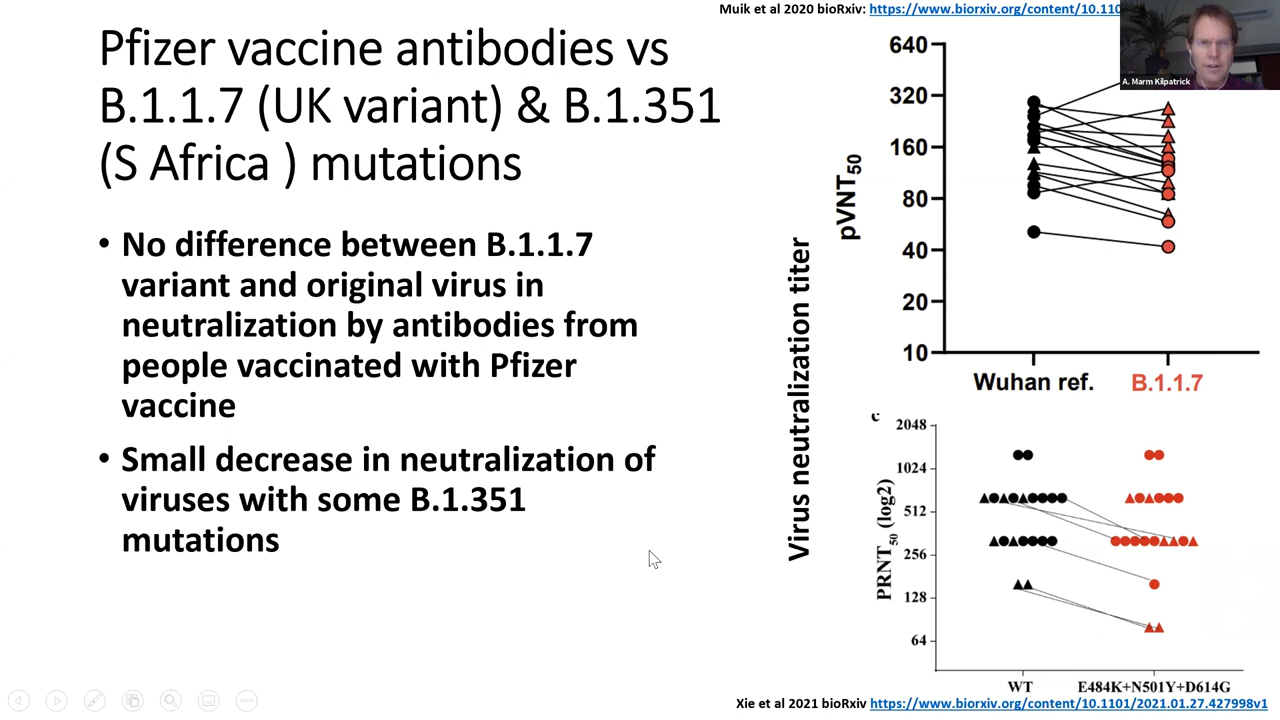 Muik et al 2020 bioRxiv: https://www.biorxiv.org/content/10.110
A. Marm Kilpatrick
Pfizer vaccine antibodies vs
B.1.1.7 (UK variant) & B.1.351
(S Africa ) mutations
• No difference between B.1.1.7
variant and original virus in
neutralization by antibodies from
people vaccinated with Pfizer
vaccine
• Small decrease in neutralization of
viruses with some B.1.351
mutations
Virus neutralization titer
pVNT50
640
320
160
80
40
20
10
Wuhan ref. B.1.1.7
c
PRNT50 (log2)
2048
1024
512
256
128
64
WT E484K+N501Y+D614G
Xie et al 2021 bioRxiv https://www.biorxiv.org/content/10.1101/2021.01.27.427998v1